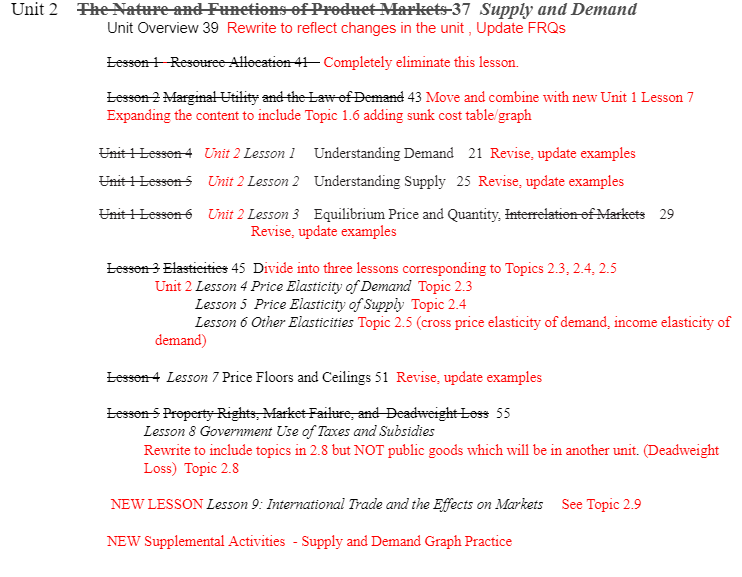 Unit 2 The Nature and Functions of Product Markets 37 Supply and Demand
Unit Overview 39 Rewrite to reflect changes in the unit , Update FRQs
Lesson 1 Resource Allocation 41 Completely eliminate this lesson.
Lesson 2 Marginal Utility and the Law of Demand 43 Move and combine with new Unit 1 Lesson 7
Expanding the content to include Topic 1.6 adding sunk cost table/graph
Unit 1 Lesson 4 Unit 2 Lesson 1 Understanding Demand 21 Revise, update examples
Unit 1 Lesson 5 Unit 2 Lesson 2 Understanding Supply 25 Revise, update examples
Unit 1 Lesson 6 Unit 2 Lesson 3 Equilibrium Price and Quantity, Interrelation of Markets 29
Revise, update examples
Lesson 3 Elasticities 45 Divide into three lessons corresponding to Topics 2.3, 2.4, 2.5
Unit 2 Lesson 4 Price Elasticity of Demand Topic 2.3
Lesson 5 Price Elasticity of Supply Topic 2.4
Lesson 6 Other Elasticities Topic 2.5 (cross price elasticity of demand, income elasticity of
demand)
Lesson 4 Lesson 7 Price Floors and Ceilings 51 Revise, update examples
Lesson 5 Property Rights, Market Failure, and Deadweight Loss 55
Lesson 8 Government Use of Taxes and Subsidies
Rewrite to include topics in 2.8 but NOT public goods which will be in another unit. (Deadweight
Loss) Topic 2.8
NEW LESSON Lesson 9: International Trade and the Effects on Markets See Topic 2.9
NEW Supplemental Activities - Supply and Demand Graph Practice